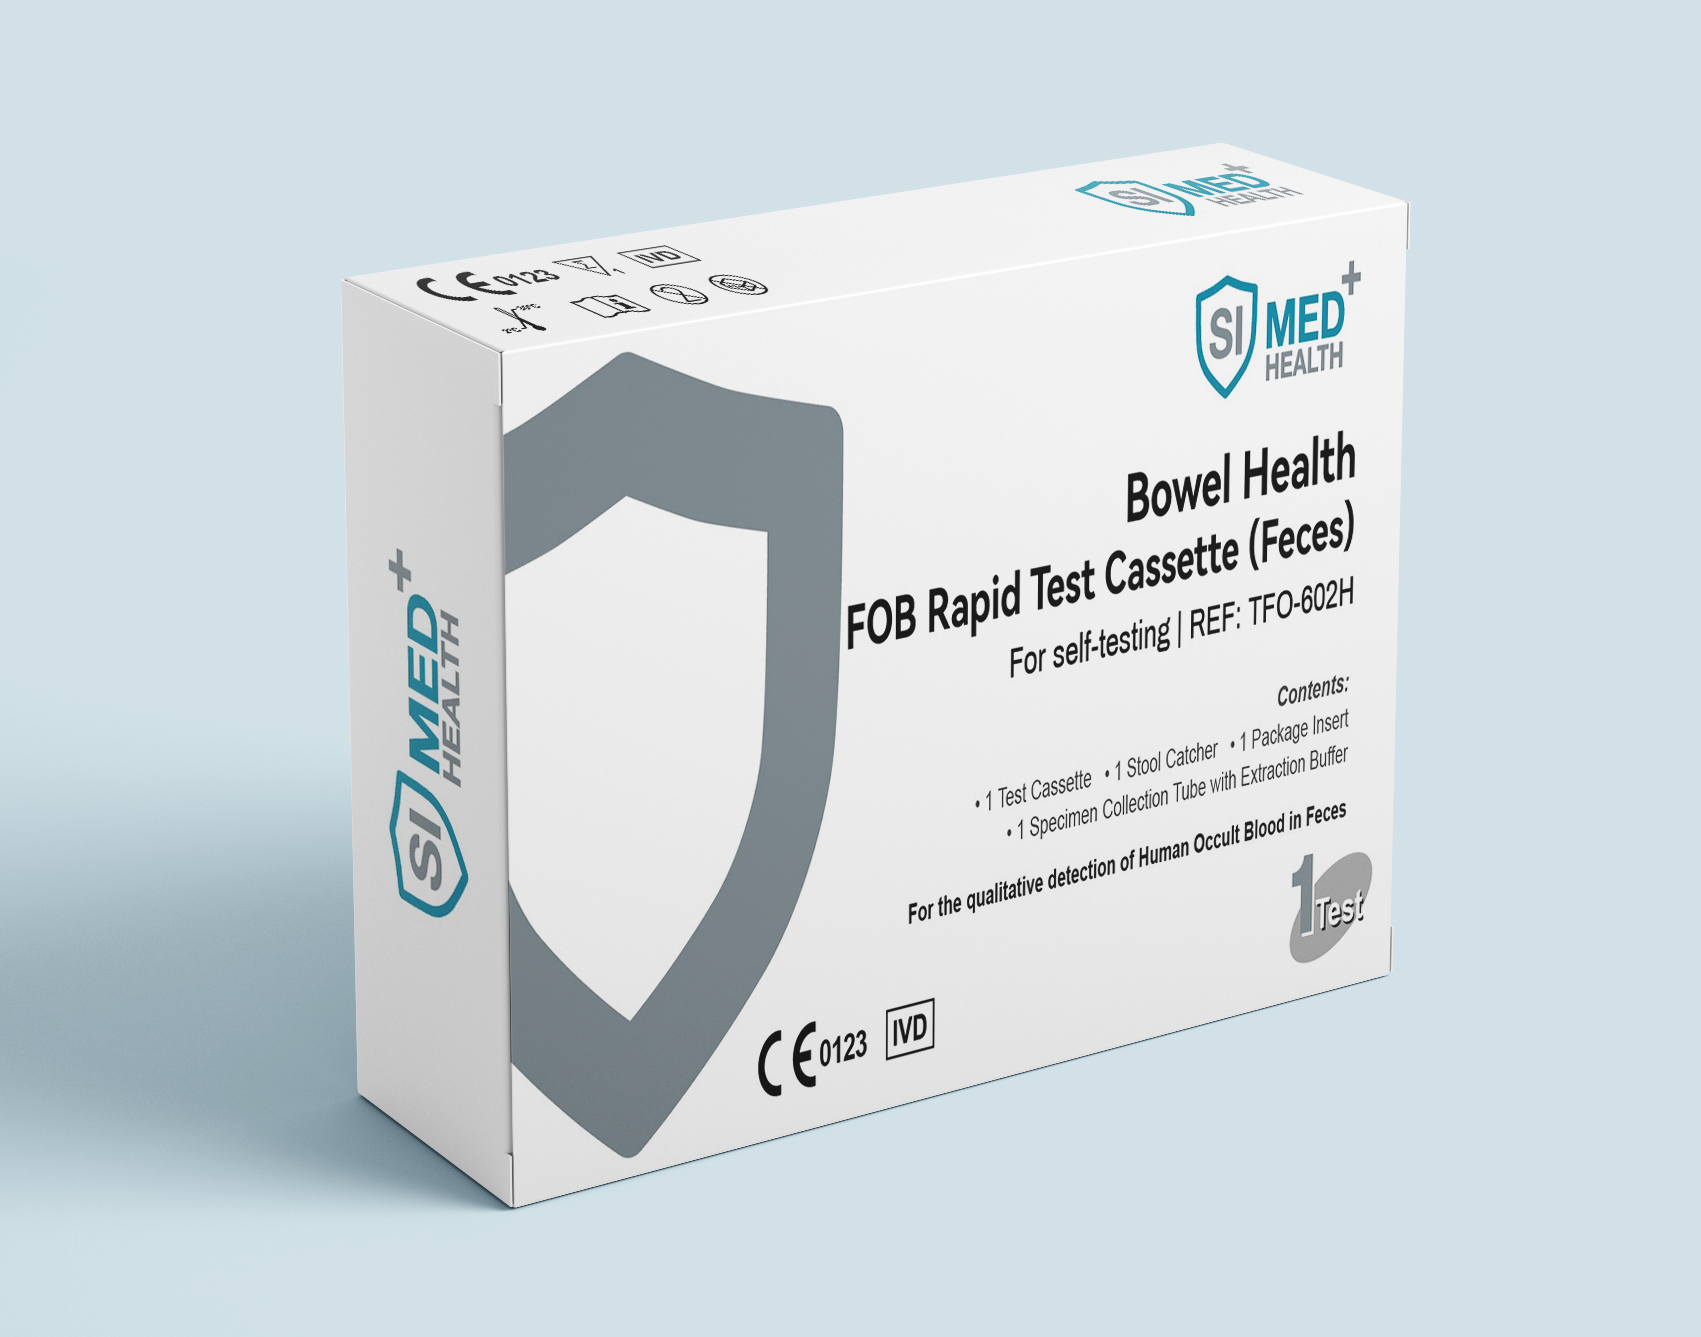 SI MED+
HEALTH
CE 0123 Σ 1 IVD
2°C 30°C
SI MED+
HEALTH
Bowel Health
FOB Rapid Test Cassette (Feces)
For self-testing | REF: TFO-602H
Contents:
• 1 Test Cassette • 1 Stool Catcher • 1 Package Insert
• 1 Specimen Collection Tube with Extraction Buffer
For the qualitative detection of Human Occult Blood in Feces
1 Test
CE 0123 IVD
SI MED+
HEALTH